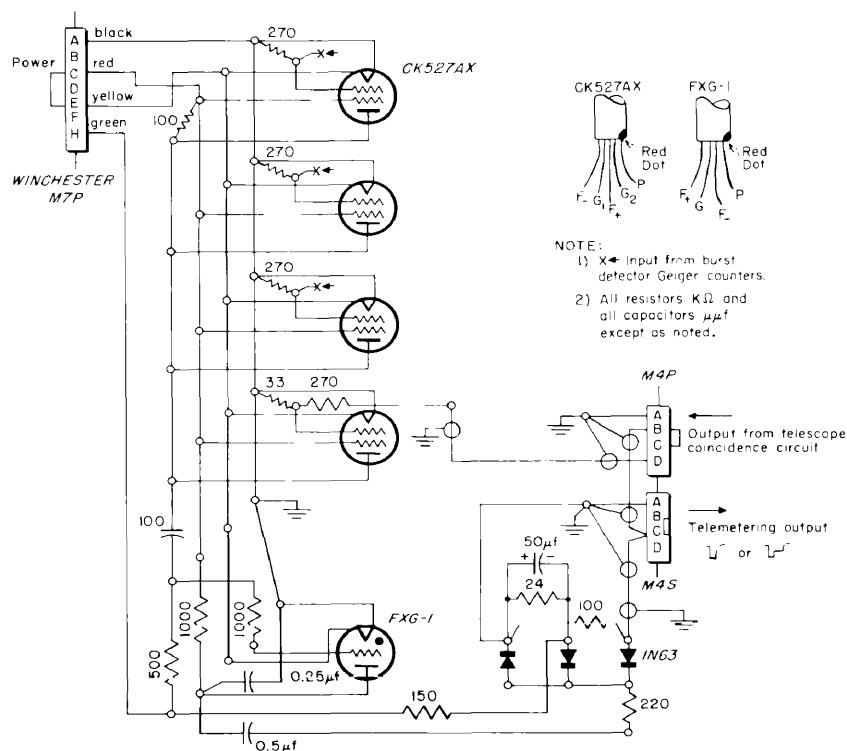 black
270
X
A
B
C
D
E
F
H
Power
red
yellow
green
CK527AX
100
WINCHESTER
M7P
270
X
270
X
33
270
100
1000
1000
500
FXG-1
0.25µf
0.5µf
150
CK527AX
FXG-1
Red
Dot
Red
Dot
F-
G1
F+
G2
P
F+
G
F-
P
NOTE:
1) X Input from burst
detector Geiger counters.
2) All resistors KΩ and
all capacitors µµf
except as noted.
M4P
A
B
C
D
Output from telescope
coincidence circuit
A
B
C
D
Telemetering output
or
M4S
50µf
+ -
24
100
IN63
220